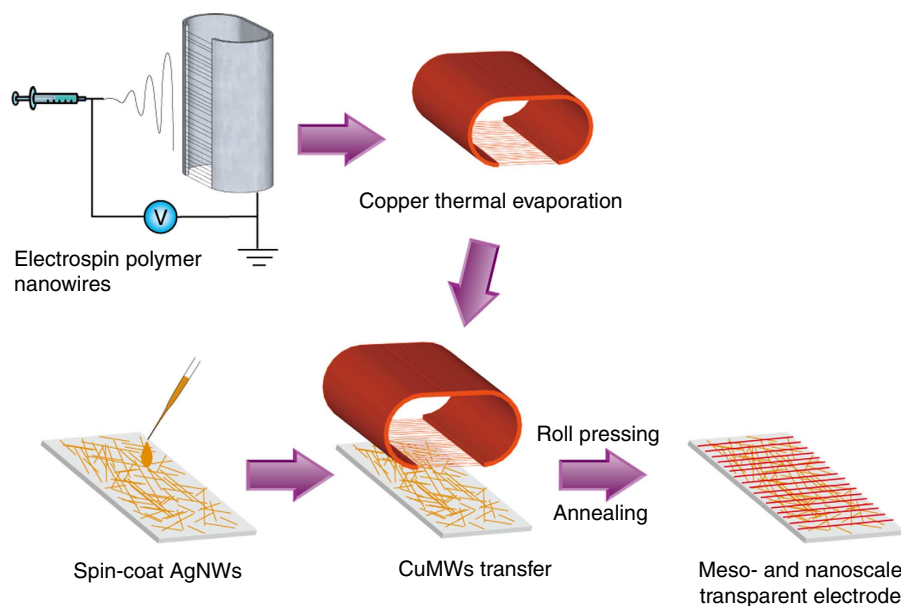 V
Electrospin polymer
nanowires
Copper thermal evaporation
Spin-coat AgNWs
CuMWs transfer
Roll pressing
Annealing
Meso- and nanoscale
transparent electrode